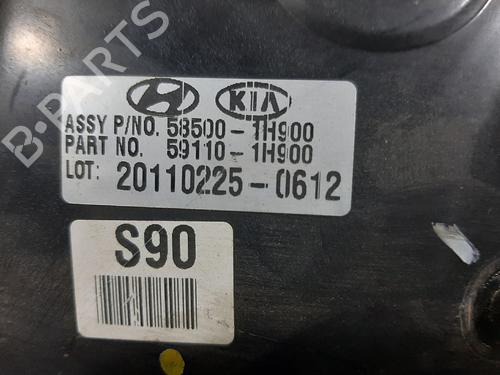 KIA
ASSY P/NO. 58500-1H900
PART NO. 59110-1H900
LOT: 20110225-0612
S90
B-PARTS